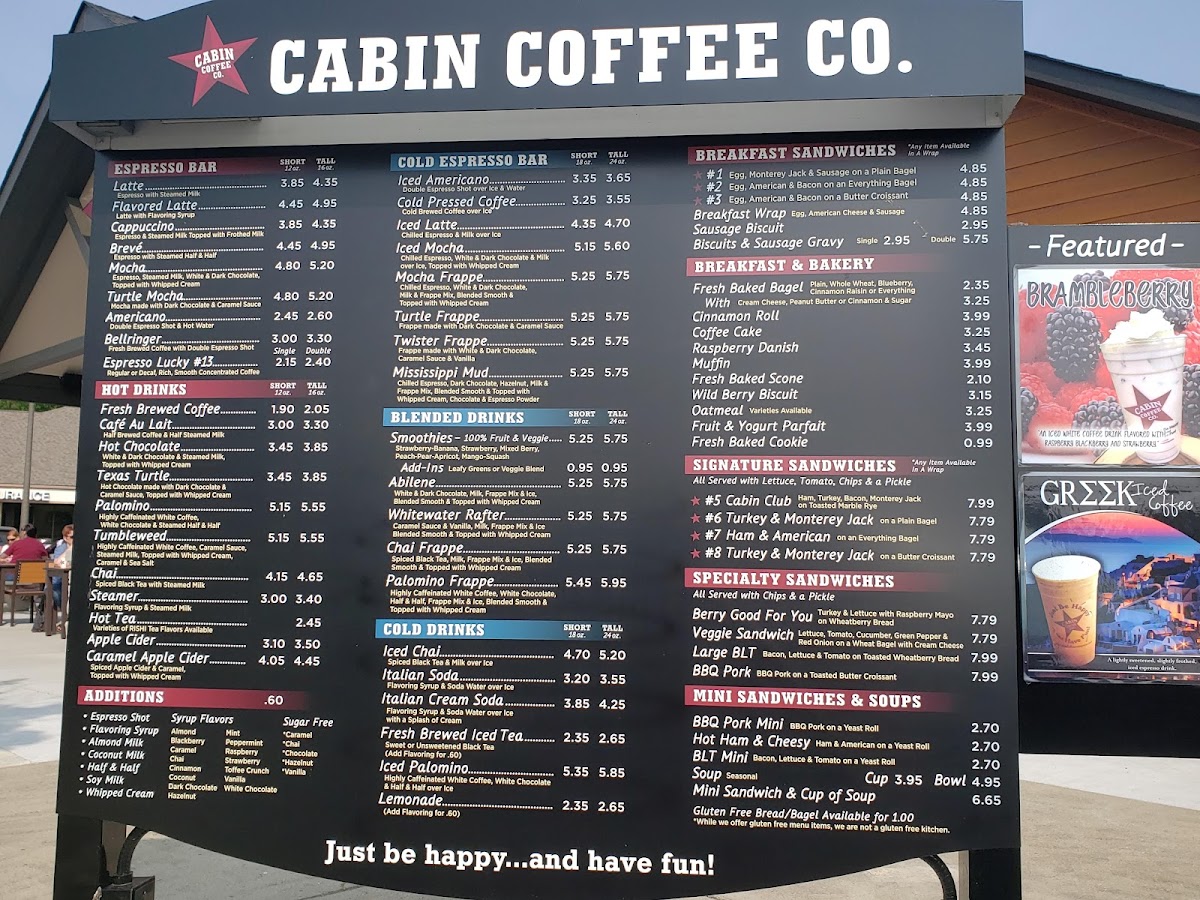 CABIN COFFEE CO.
CABIN COFFEE CO.
ESPRESSO BAR SHORT 12 oz. TALL 16 oz.
Latte 3.85 4.35
Espresso with Steamed Milk
Flavored Latte 4.45 4.95
Latte with Flavoring Syrup
Cappuccino 3.85 4.35
Espresso & Steamed Milk Topped with Frothed Milk
Brevé 4.45 4.95
Espresso with Steamed Half & Half
Mocha 4.80 5.20
Espresso, Steamed Milk, White & Dark Chocolate,
Topped with Whipped Cream
Turtle Mocha 4.80 5.20
Mocha made with Dark Chocolate & Caramel Sauce
Americano 2.45 2.60
Double Espresso Shot & Hot Water
Bellringer 3.00 3.30
Fresh Brewed Coffee with Double Espresso Shot
Single Double
Espresso Lucky #13 2.15 2.40
Regular or Decaf, Rich, Smooth Concentrated Coffee
HOT DRINKS SHORT 12 oz. TALL 16 oz.
Fresh Brewed Coffee 1.90 2.05
Café Au Lait 3.00 3.30
Half Brewed Coffee & Half Steamed Milk
Hot Chocolate 3.45 3.85
White & Dark Chocolate & Steamed Milk,
Topped with Whipped Cream
Texas Turtle 3.45 3.85
Hot Chocolate made with Dark Chocolate &
Caramel Sauce, Topped with Whipped Cream
Palomino 5.15 5.55
Highly Caffeinated White Coffee,
White Chocolate & Steamed Half & Half
Tumbleweed 5.15 5.55
Highly Caffeinated White Coffee, Caramel Sauce,
Steamed Milk, Topped with Whipped Cream,
Caramel & Sea Salt
Chai 4.15 4.65
Spiced Black Tea with Steamed Milk
Steamer 3.00 3.40
Flavoring Syrup & Steamed Milk
Hot Tea 2.45
Varieties of RISHI Tea Flavors Available
Apple Cider 3.10 3.50
Caramel Apple Cider 4.05 4.45
Spiced Apple Cider & Caramel,
Topped with Whipped Cream
ADDITIONS .60
• Espresso Shot
• Flavoring Syrup
• Almond Milk
• Coconut Milk
• Half & Half
• Soy Milk
• Whipped Cream
Syrup Flavors
Almond
Blackberry
Caramel
Chai
Cinnamon
Coconut
Dark Chocolate
Hazelnut
Mint
Peppermint
Raspberry
Strawberry
Toffee Crunch
Vanilla
White Chocolate
Sugar Free
*Caramel
*Chai
*Chocolate
*Hazelnut
*Vanilla
COLD ESPRESSO BAR SHORT 18 oz. TALL 24 oz.
Iced Americano 3.35 3.65
Double Espresso Shot over Ice & Water
Cold Pressed Coffee 3.25 3.55
Cold Brewed Coffee over Ice
Iced Latte 4.35 4.70
Chilled Espresso & Milk over Ice
Iced Mocha 5.15 5.60
Chilled Espresso, White & Dark Chocolate & Milk
over Ice, Topped with Whipped Cream
Mocha Frappe 5.25 5.75
Chilled Espresso, White & Dark Chocolate,
Milk & Frappe Mix, Blended Smooth &
Topped with Whipped Cream
Turtle Frappe 5.25 5.75
Frappe made with Dark Chocolate & Caramel Sauce
Twister Frappe 5.25 5.75
Frappe made with White & Dark Chocolate,
Caramel Sauce & Vanilla
Mississippi Mud 5.25 5.75
Chilled Espresso, Dark Chocolate, Hazelnut, Milk &
Frappe Mix, Blended Smooth & Topped with
Whipped Cream, Chocolate & Espresso Powder
BLENDED DRINKS SHORT 18 oz. TALL 24 oz.
Smoothies – 100% Fruit & Veggie 5.25 5.75
Strawberry-Banana, Strawberry, Mixed Berry,
Peach-Pear-Apricot, Mango-Squash
Add-Ins Leafy Greens or Veggie Blend 0.95 0.95
Abilene 5.25 5.75
White & Dark Chocolate, Milk, Frappe Mix & Ice,
Blended Smooth & Topped with Whipped Cream
Whitewater Rafter 5.25 5.75
Caramel Sauce & Vanilla, Milk, Frappe Mix & Ice
Blended Smooth & Topped with Whipped Cream
Chai Frappe 5.25 5.75
Spiced Black Tea, Milk, Frappe Mix & Ice, Blended
Smooth & Topped with Whipped Cream
Palomino Frappe 5.45 5.95
Highly Caffeinated White Coffee, White Chocolate,
Half & Half, Frappe Mix & Ice, Blended Smooth &
Topped with Whipped Cream
COLD DRINKS SHORT 18 oz. TALL 24 oz.
Iced Chai 4.70 5.20
Spiced Black Tea & Milk over Ice
Italian Soda 3.20 3.55
Flavoring Syrup & Soda Water over Ice
Italian Cream Soda 3.85 4.25
Flavoring Syrup & Soda Water over Ice
with a Splash of Cream
Fresh Brewed Iced Tea 2.35 2.65
Sweet or Unsweetened Black Tea
(Add Flavoring for .60)
Iced Palomino 5.35 5.85
Highly Caffeinated White Coffee, White Chocolate
& Half & Half over Ice
Lemonade 2.35 2.65
(Add Flavoring for .60)
BREAKFAST SANDWICHES *Any Item Available in A Wrap
#1 Egg, Monterey Jack & Sausage on a Plain Bagel 4.85
#2 Egg, American & Bacon on an Everything Bagel 4.85
#3 Egg, American & Bacon on a Butter Croissant 4.85
Breakfast Wrap Egg, American Cheese & Sausage 4.85
Sausage Biscuit 2.95
Biscuits & Sausage Gravy Single 2.95 Double 5.75
BREAKFAST & BAKERY
Fresh Baked Bagel Plain, Whole Wheat, Blueberry, 2.35
Cinnamon Raisin or Everything
With Cream Cheese, Peanut Butter or Cinnamon & Sugar 3.25
Cinnamon Roll 3.99
Coffee Cake 3.25
Raspberry Danish 3.45
Muffin 3.99
Fresh Baked Scone 2.10
Wild Berry Biscuit 3.15
Oatmeal Varieties Available 3.25
Fruit & Yogurt Parfait 3.99
Fresh Baked Cookie 0.99
SIGNATURE SANDWICHES *Any Item Available in A Wrap
All Served with Lettuce, Tomato, Chips & a Pickle
#5 Cabin Club Ham, Turkey, Bacon, Monterey Jack 7.99
on Toasted Marble Rye
#6 Turkey & Monterey Jack on a Plain Bagel 7.79
#7 Ham & American on an Everything Bagel 7.79
#8 Turkey & Monterey Jack on a Butter Croissant 7.79
SPECIALTY SANDWICHES
All Served with Chips & a Pickle
Berry Good For You Turkey & Lettuce with Raspberry Mayo 7.79
on Wheatberry Bread
Veggie Sandwich Lettuce, Tomato, Cucumber, Green Pepper & 7.79
Red Onion on a Wheat Bagel with Cream Cheese
Large BLT Bacon, Lettuce & Tomato on Toasted Wheatberry Bread 7.99
BBQ Pork BBQ Pork on a Toasted Butter Croissant 7.99
MINI SANDWICHES & SOUPS
BBQ Pork Mini BBQ Pork on a Yeast Roll 2.70
Hot Ham & Cheesy Ham & American on a Yeast Roll 2.70
BLT Mini Bacon, Lettuce & Tomato on a Yeast Roll 2.70
Soup Seasonal Cup 3.95 Bowl 4.95
Mini Sandwich & Cup of Soup 6.65
Gluten Free Bread/Bagel Available for 1.00
*While we offer gluten free menu items, we are not a gluten free kitchen.
Just be happy...and have fun!
- Featured -
BRAMBLEBERRY
CABIN COFFEE CO.
"AN ICED WHITE COFFEE DRINK FLAVORED WITH
RASPBERRY BLACKBERRY AND STRAWBERRY."
GRΣΣK Iced Coffee
A lightly sweetened, slightly frothed,
iced espresso drink.